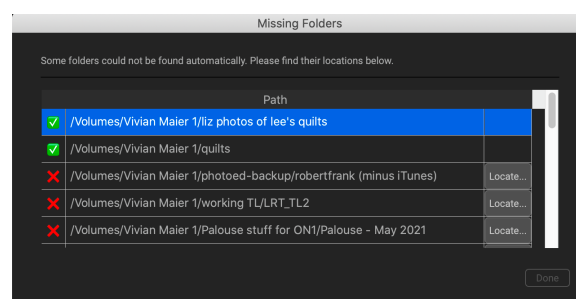 Missing Folders
Some folders could not be found automatically. Please find their locations below.
Path
/Volumes/Vivian Maier 1/liz photos of lee's quilts
/Volumes/Vivian Maier 1/quilts
/Volumes/Vivian Maier 1/photoed-backup/robertfrank (minus iTunes) Locate...
/Volumes/Vivian Maier 1/working TL/LRT_TL2 Locate...
/Volumes/Vivian Maier 1/Palouse stuff for ON1/Palouse - May 2021 Locate...
Done